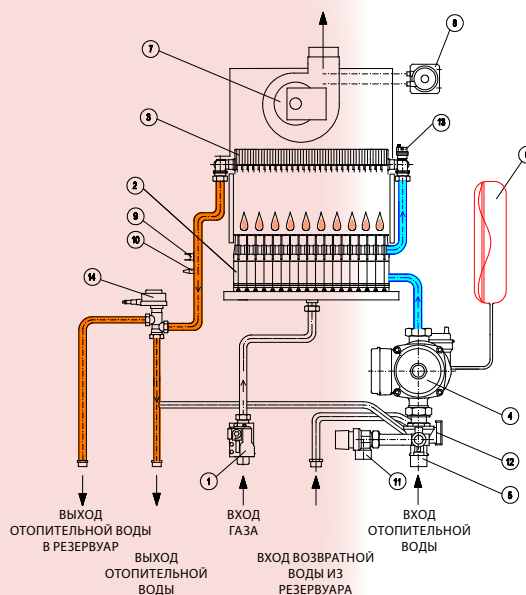 7
8
3
13
6
2
9
10
14
4
1
11
12
5
ВЫХОД
ОТОПИТЕЛЬНОЙ ВОДЫ
В РЕЗЕРВУАР
ВЫХОД
ОТОПИТЕЛЬНОЙ
ВОДЫ
ВХОД
ГАЗА
ВХОД ВОЗВРАТНОЙ
ВОДЫ ИЗ
РЕЗЕРВУАРА
ВХОД
ОТОПИТЕЛЬНОЙ
ВОДЫ